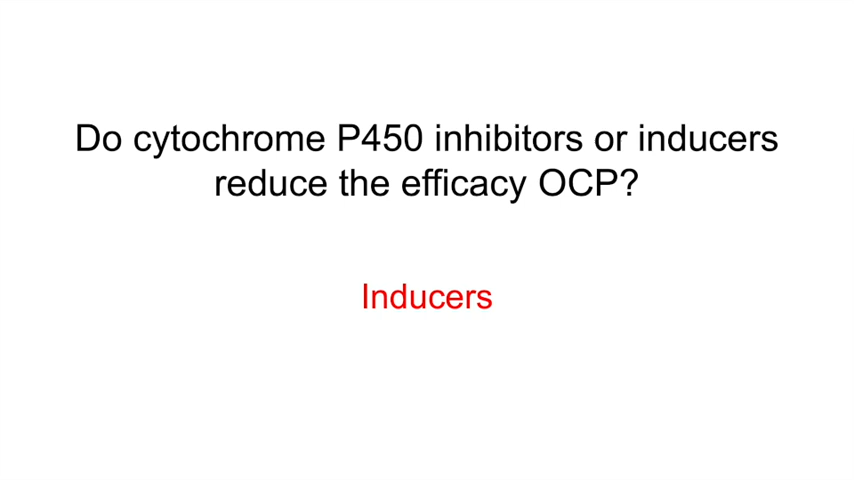 Do cytochrome P450 inhibitors or inducers
reduce the efficacy OCP?
Inducers